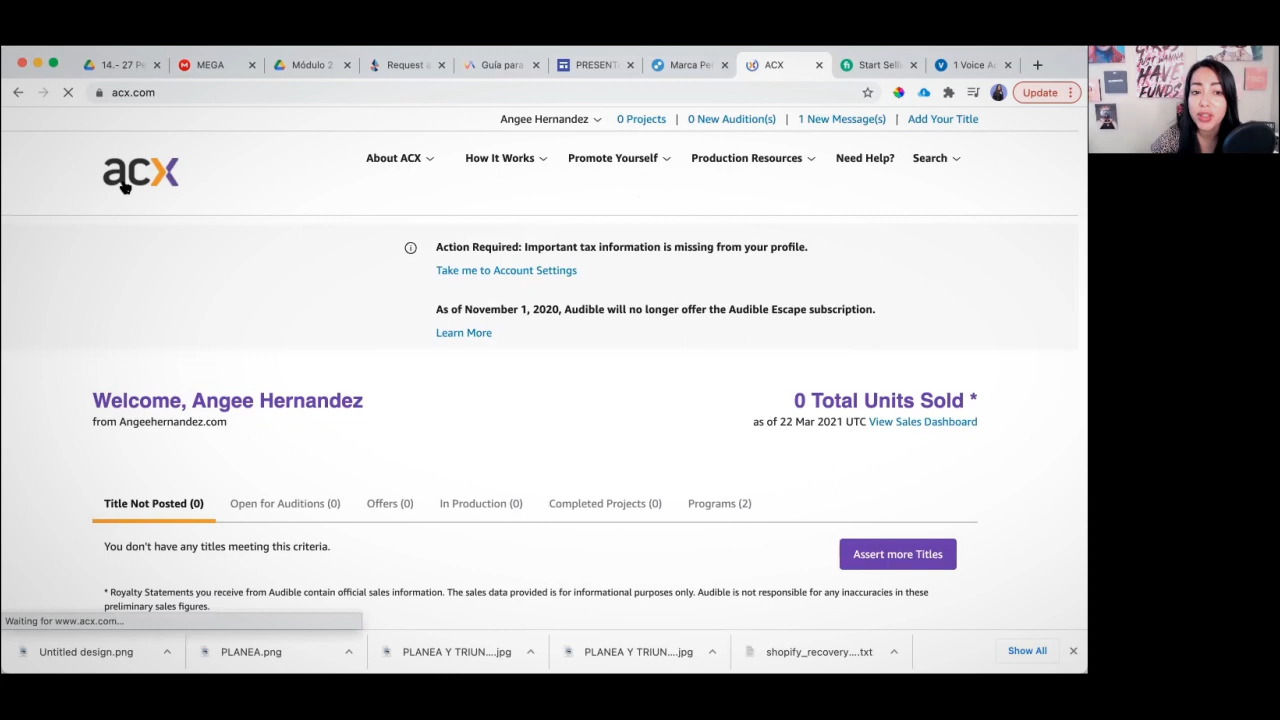 14.- 27 Pe
MEGA
Módulo 2
Request a
Guía para
PRESENT
Marca Pe
ACX
Start Selli
1 Voice Ac
acx.com
Update
Angee Hernandez
0 Projects | 0 New Audition(s) | 1 New Message(s) | Add Your Title
acx
About ACX
How It Works
Promote Yourself
Production Resources
Need Help?
Search
JUST WANNA
HAVE
FUNDS
Action Required: Important tax information is missing from your profile.
Take me to Account Settings
As of November 1, 2020, Audible will no longer offer the Audible Escape subscription.
Learn More
Welcome, Angee Hernandez
from Angeehernandez.com
0 Total Units Sold *
as of 22 Mar 2021 UTC View Sales Dashboard
Title Not Posted (0)
Open for Auditions (0)
Offers (0)
In Production (0)
Completed Projects (0)
Programs (2)
You don't have any titles meeting this criteria.
Assert more Titles
* Royalty Statements you receive from Audible contain official sales information. The sales data provided is for informational purposes only. Audible is not responsible for any inaccuracies in these
preliminary sales figures.
Waiting for www.acx.com...
Untitled design.png
PLANEA.png
PLANEA Y TRIUN....jpg
PLANEA Y TRIUN....jpg
shopify_recovery....txt
Show All